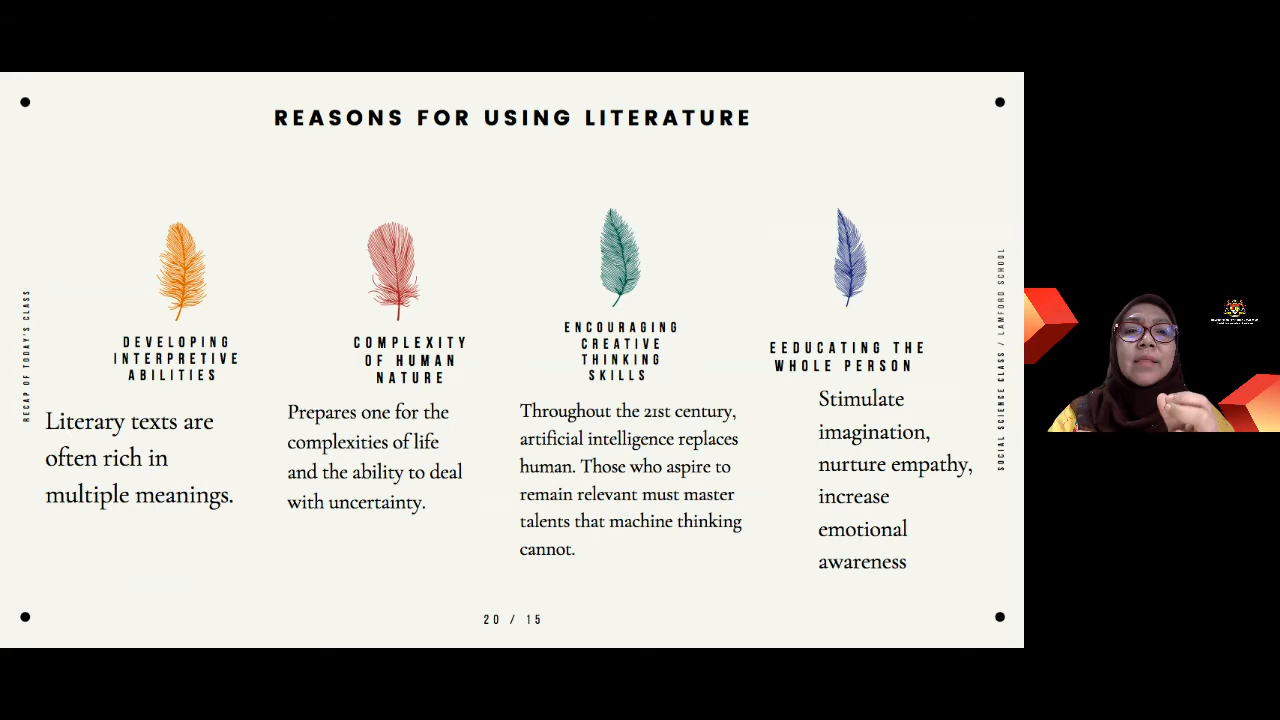 REASONS FOR USING LITERATURE
RECAP OF TODAY'S CLASS
DEVELOPING
INTERPRETIVE
ABILITIES
Literary texts are
often rich in
multiple meanings.
COMPLEXITY
OF HUMAN
NATURE
Prepares one for the
complexities of life
and the ability to deal
with uncertainty.
ENCOURAGING
CREATIVE
THINKING
SKILLS
Throughout the 21st century,
artificial intelligence replaces
human. Those who aspire to
remain relevant must master
talents that machine thinking
cannot.
EEDUCATING THE
WHOLE PERSON
Stimulate
imagination,
nurture empathy,
increase
emotional
awareness
SOCIAL SCIENCE CLASS / LAMFORD SCHOOL
20 / 15